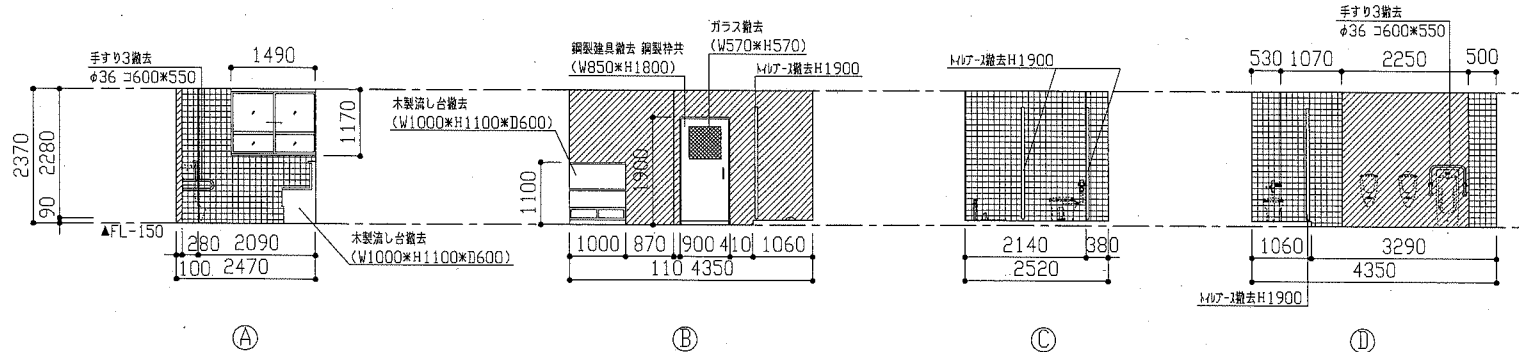 手すり3撤去
φ36 コ600*550
1490
2370
2280
90
1170
▲FL-150
280
2090
100
2470
木製流し台撤去
(W1000*H1100*D600)
Ⓐ
木製流し台撤去
(W1000*H1100*D600)
鋼製建具撤去 鋼製枠共
(W850*H1800)
ガラス撤去
(W570*H570)
トイレブース撤去H1900
1100
1900
1000
870
900
410
1060
110
4350
Ⓑ
トイレブース撤去H1900
2140
380
2520
Ⓒ
手すり3撤去
φ36 コ600*550
530
1070
2250
500
1060
3290
4350
トイレブース撤去H1900
Ⓓ